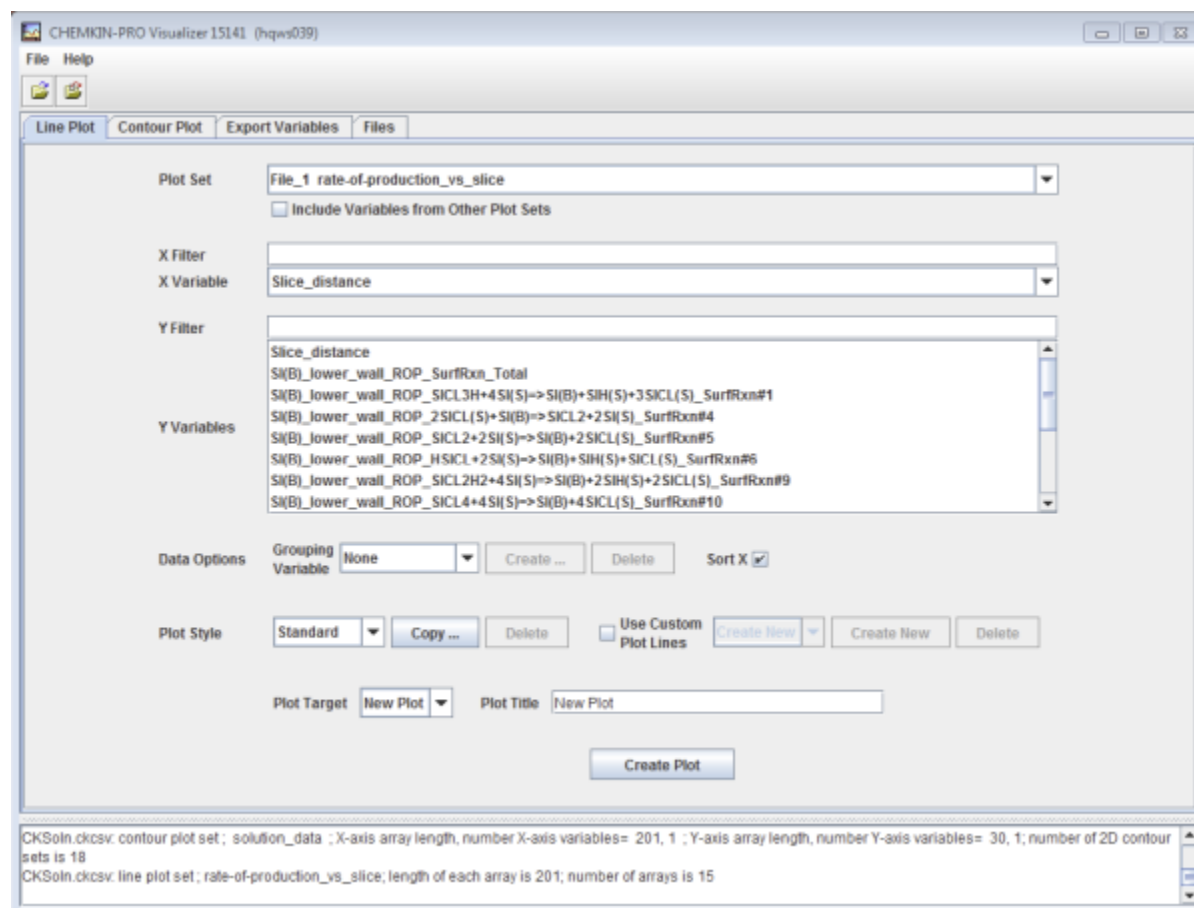 CHEMKIN-PRO Visualizer 15141 (hqws039)
File Help
Line Plot Contour Plot Export Variables Files
Plot Set File_1 rate-of-production_vs_slice
Include Variables from Other Plot Sets
X Filter
X Variable Slice_distance
Y Filter
Slice_distance
SI(B)_lower_wall_ROP_SurfRxn_Total
SI(B)_lower_wall_ROP_SICL3H+4SI(S)=>SI(B)+SIH(S)+3SICL(S)_SurfRxn#1
SI(B)_lower_wall_ROP_2SICL(S)+SI(B)=>SICL2+2SI(S)_SurfRxn#4
Y Variables
SI(B)_lower_wall_ROP_SICL2+2SI(S)=>SI(B)+2SICL(S)_SurfRxn#5
SI(B)_lower_wall_ROP_HSICL+2SI(S)=>SI(B)+SIH(S)+SICL(S)_SurfRxn#6
SI(B)_lower_wall_ROP_SICL2H2+4SI(S)=>SI(B)+2SIH(S)+2SICL(S)_SurfRxn#9
SI(B)_lower_wall_ROP_SICL4+4SI(S)=>SI(B)+4SICL(S)_SurfRxn#10
Data Options Grouping Variable None Create ... Delete Sort X
Plot Style Standard Copy ... Delete Use Custom Plot Lines Create New Create New Delete
Plot Target New Plot Plot Title New Plot
Create Plot
CKSoln.ckcsv: contour plot set ; solution_data ; X-axis array length, number X-axis variables= 201, 1 ; Y-axis array length, number Y-axis variables= 30, 1; number of 2D contour
sets is 18
CKSoln.ckcsv: line plot set ; rate-of-production_vs_slice; length of each array is 201; number of arrays is 15